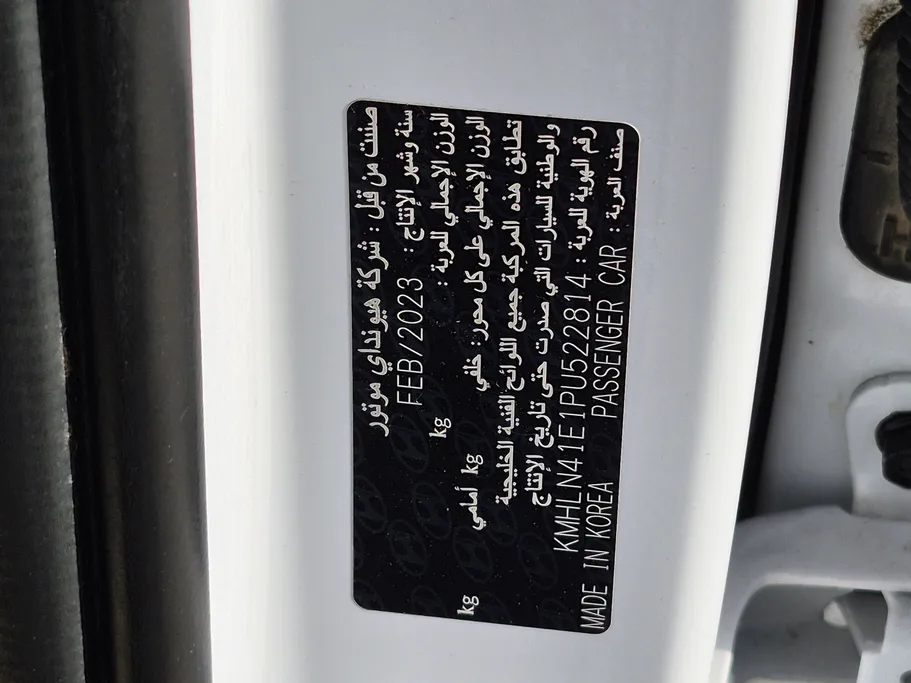 صنعت من قبل : شركة هيونداي موتور
سنة وشهر الإنتاج : FEB/2023
الوزن الإجمالي للعربة : kg
الوزن الإجمالي على كل محور: خلفي kg أمامي kg
تطابق هذه المركبة جميع اللوائح الفنية الخليجية
والوطنية للسيارات التي صدرت حتى تاريخ الإنتاج
رقم الهوية للعربة : KMHLN41E1PU522814
صنف العربة : PASSENGER CAR MADE IN KOREA